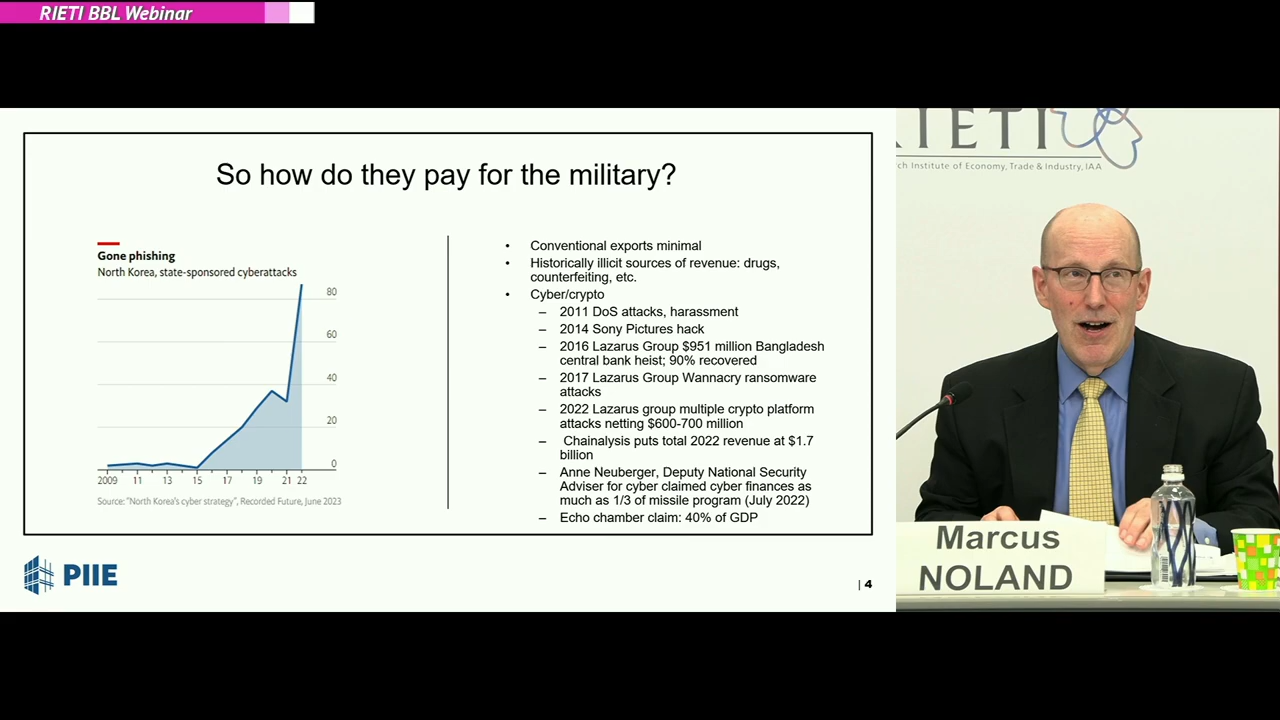 RIETI BBL Webinar
RIETI
rch Institute of Economy, Trade & Industry, IAA
So how do they pay for the military?
Gone phishing
North Korea, state-sponsored cyberattacks
80
60
40
20
0
2009 11 13 15 17 19 21 22
Source: "North Korea's cyber strategy", Recorded Future, June 2023
• Conventional exports minimal
• Historically illicit sources of revenue: drugs,
counterfeiting, etc.
• Cyber/crypto
– 2011 DoS attacks, harassment
– 2014 Sony Pictures hack
– 2016 Lazarus Group $951 million Bangladesh
central bank heist; 90% recovered
– 2017 Lazarus Group Wannacry ransomware
attacks
– 2022 Lazarus group multiple crypto platform
attacks netting $600-700 million
– Chainalysis puts total 2022 revenue at $1.7
billion
– Anne Neuberger, Deputy National Security
Adviser for cyber claimed cyber finances as
much as 1/3 of missile program (July 2022)
– Echo chamber claim: 40% of GDP
PIIE
| 4
Marcus
NOLAND